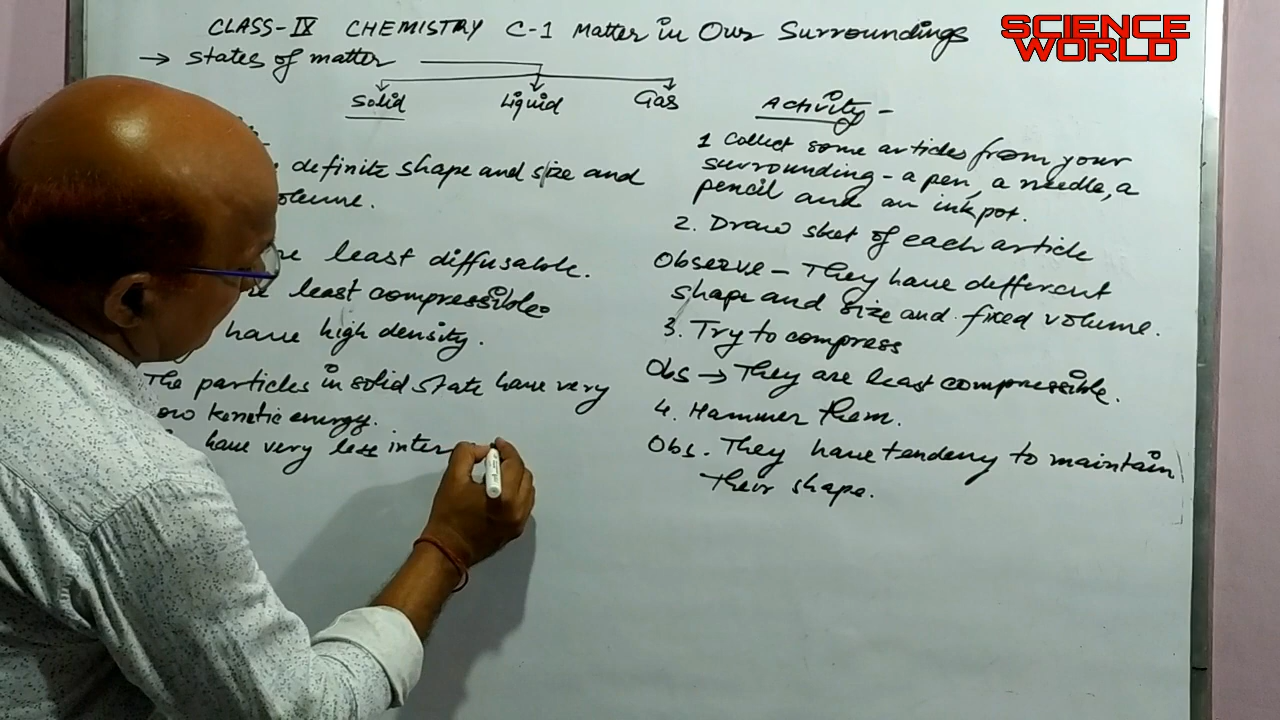 CLASS-IX CHEMISTRY C-1 Matter in Our Surroundings
SCIENCE
WORLD
→ States of matter
Solid Liquid Gas
definite shape and size and
least diffusable.
least compressible.
have high density.
The particles in solid state have very
kinetic energy.
have very less inter
Activity -
1 Collect some articles from your
surrounding - a pen, a needle, a
pencil and an ink pot.
2. Draw sket of each article
Observe - They have different
shape and size and fixed volume.
3. Try to compress
Obs → They are least compressible.
4. Hammer them.
Obs. They have tendeny to maintain
their shape.